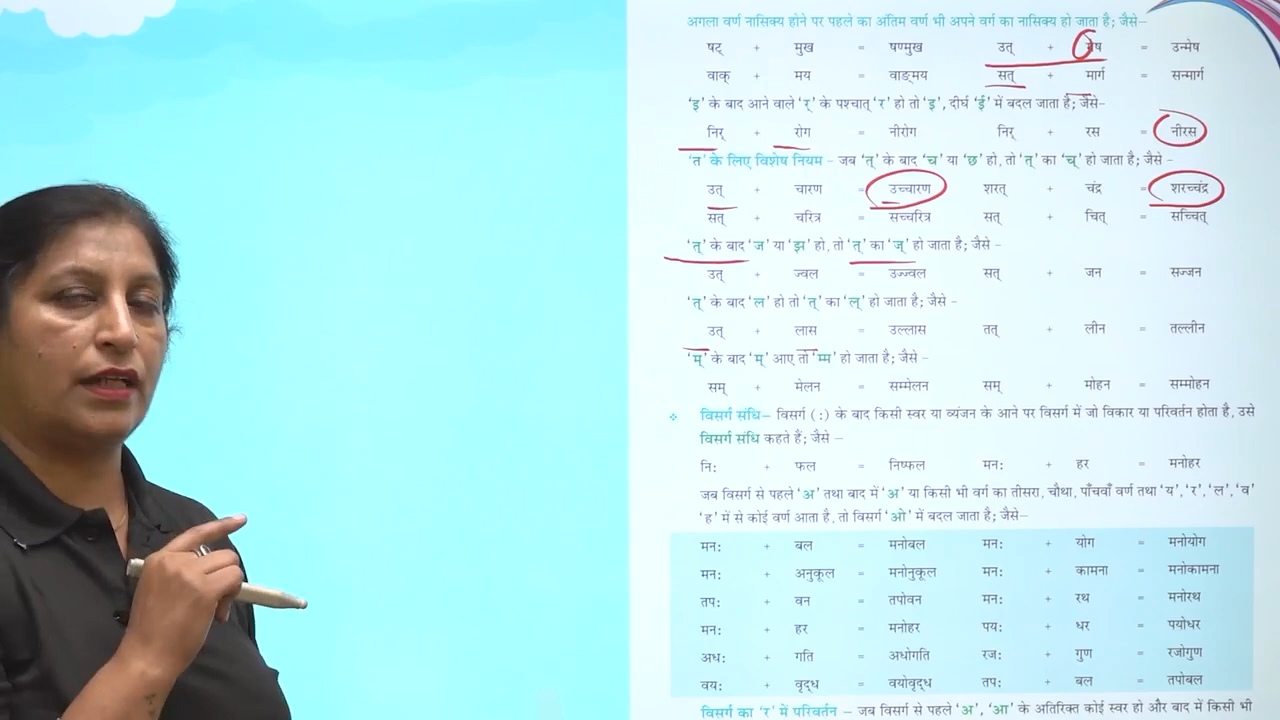 अगला वर्ण नासिक्य होने पर पहले का अंतिम वर्ण भी अपने वर्ग का नासिक्य हो जाता है; जैसे–
षट् + मुख = षण्मुख उत् + मेष = उन्मेष
वाक् + मय = वाङ्मय सत् + मार्ग = सन्मार्ग
'इ' के बाद आने वाले 'र्' के पश्चात् 'र' हो तो 'इ', दीर्घ 'ई' में बदल जाता है; जैसे–
निर् + रोग = नीरोग निर् + रस = नीरस
'त' के लिए विशेष नियम – जब 'त्' के बाद 'च' या 'छ' हो, तो 'त्' का 'च्' हो जाता है; जैसे –
उत् + चारण = उच्चारण शरत् + चंद्र = शरच्चंद्र
सत् + चरित्र = सच्चरित्र सत् + चित् = सच्चित्
'त्' के बाद 'ज' या 'झ' हो, तो 'त्' का 'ज्' हो जाता है; जैसे –
उत् + ज्वल = उज्ज्वल सत् + जन = सज्जन
'त्' के बाद 'ल' हो तो 'त्' का 'ल्' हो जाता है; जैसे –
उत् + लास = उल्लास तत् + लीन = तल्लीन
'म्' के बाद 'म्' आए तो 'म्म' हो जाता है; जैसे –
सम् + मेलन = सम्मेलन सम् + मोहन = सम्मोहन
❖ विसर्ग संधि– विसर्ग (:) के बाद किसी स्वर या व्यंजन के आने पर विसर्ग में जो विकार या परिवर्तन होता है, उसे
विसर्ग संधि कहते हैं; जैसे –
नि: + फल = निष्फल मन: + हर = मनोहर
जब विसर्ग से पहले 'अ' तथा बाद में 'अ' या किसी भी वर्ग का तीसरा, चौथा, पाँचवाँ वर्ण तथा 'य', 'र', 'ल', 'व'
'ह' में से कोई वर्ण आता है, तो विसर्ग 'ओ' में बदल जाता है; जैसे–
मन: + बल = मनोबल मन: + योग = मनोयोग
मन: + अनुकूल = मनोनुकूल मन: + कामना = मनोकामना
तप: + वन = तपोवन मन: + रथ = मनोरथ
मन: + हर = मनोहर पय: + धर = पयोधर
अध: + गति = अधोगति रज: + गुण = रजोगुण
वय: + वृद्ध = वयोवृद्ध तप: + बल = तपोबल
विसर्ग का 'र' में परिवर्तन – जब विसर्ग से पहले 'अ', 'आ' के अतिरिक्त कोई स्वर हो और बाद में किसी भी